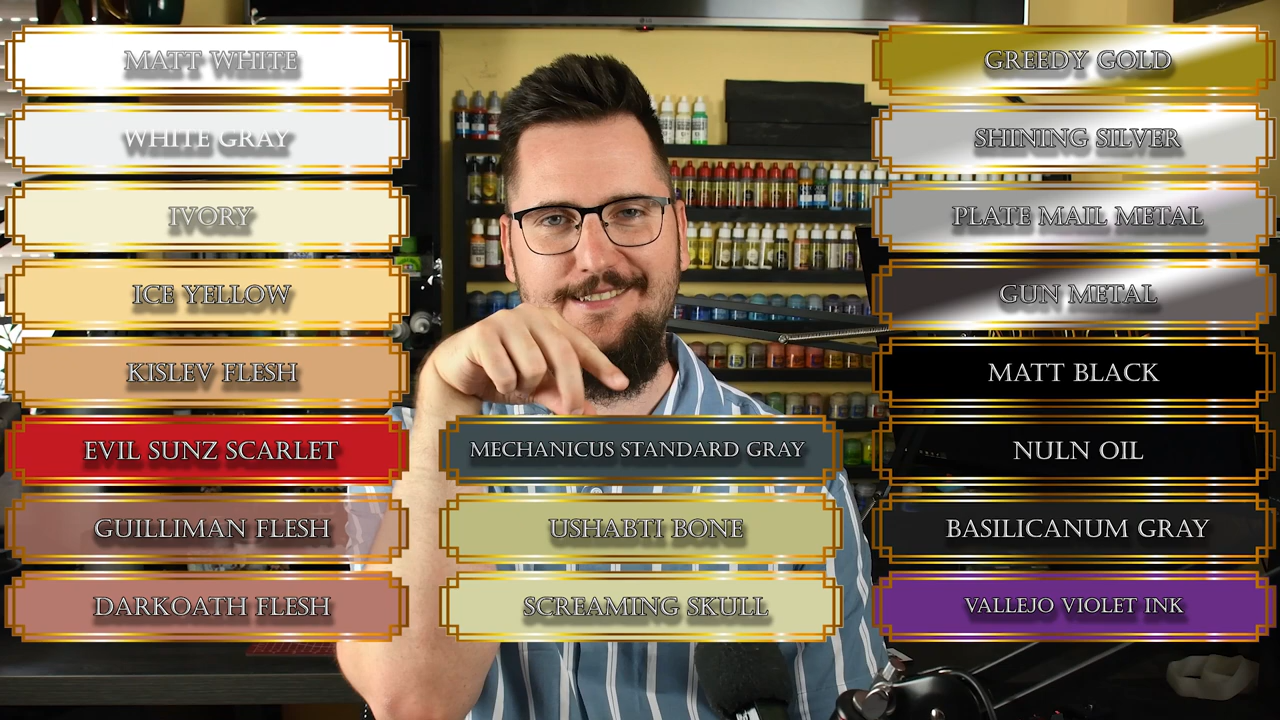 MATT WHITE
WHITE GRAY
IVORY
ICE YELLOW
KISLEV FLESH
EVIL SUNZ SCARLET
GUILLIMAN FLESH
DARKOATH FLESH
MECHANICUS STANDARD GRAY
USHABTI BONE
SCREAMING SKULL
GREEDY GOLD
SHINING SILVER
PLATE MAIL METAL
GUN METAL
MATT BLACK
NULN OIL
BASILICANUM GRAY
VALLEJO VIOLET INK